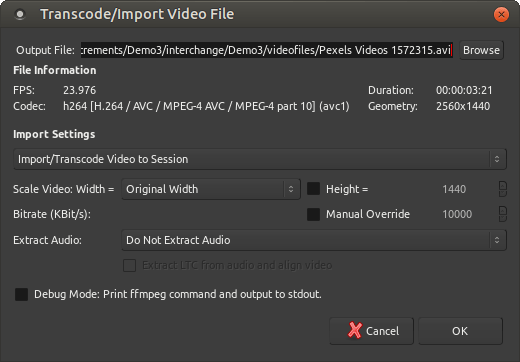 Transcode/Import Video File
Output File: :rements/Demo3/interchange/Demo3/videofiles/Pexels Videos 1572315.avi Browse
File Information
FPS: 23.976 Duration: 00:00:03:21
Codec: h264 [H.264 / AVC / MPEG-4 AVC / MPEG-4 part 10] (avc1) Geometry: 2560x1440
Import Settings
Import/Transcode Video to Session
Scale Video: Width = Original Width Height = 1440
Bitrate (KBit/s): Manual Override 10000
Extract Audio: Do Not Extract Audio
Extract LTC from audio and align video
Debug Mode: Print ffmpeg command and output to stdout.
Cancel OK